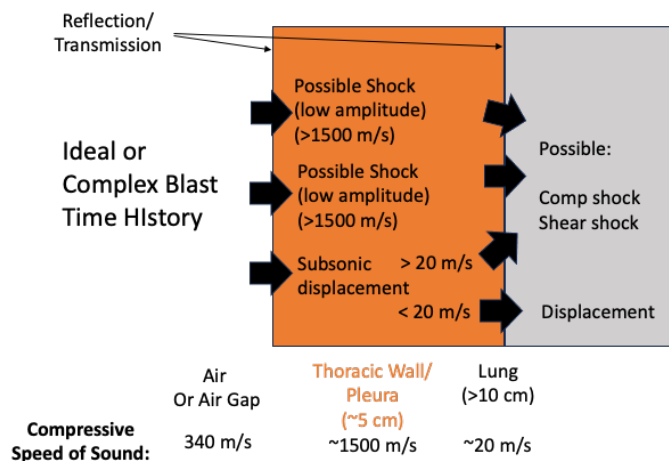 Reflection/
Transmission
Ideal or
Complex Blast
Time HIstory
Possible Shock
(low amplitude)
(>1500 m/s)
Possible Shock
(low amplitude)
(>1500 m/s)
Subsonic
displacement
> 20 m/s
< 20 m/s
Possible:
Comp shock
Shear shock
Displacement
Air
Or Air Gap
Thoracic Wall/
Pleura
(~5 cm)
Lung
(>10 cm)
Compressive
Speed of Sound:
340 m/s
~1500 m/s
~20 m/s